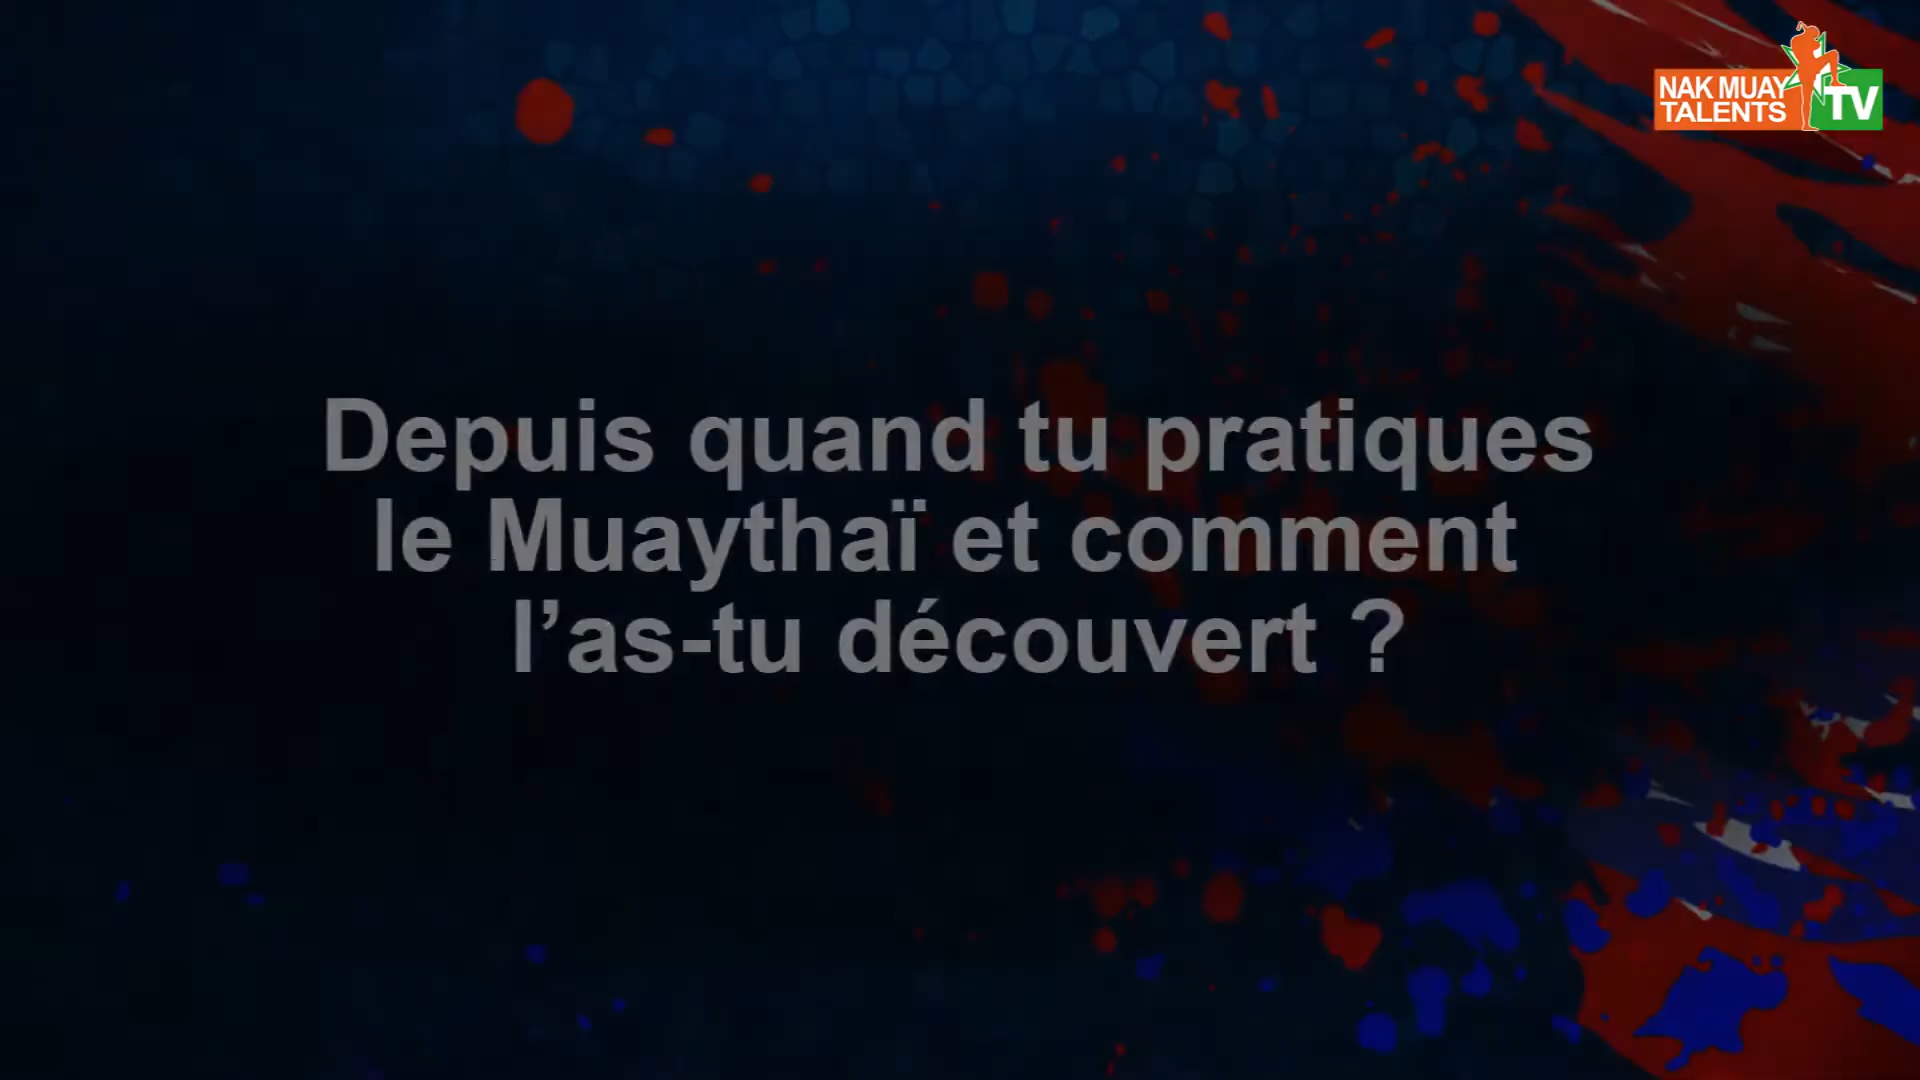 NAK MUAY
TALENTS
TV
Depuis quand tu pratiques
le Muaythaï et comment
l’as-tu découvert ?